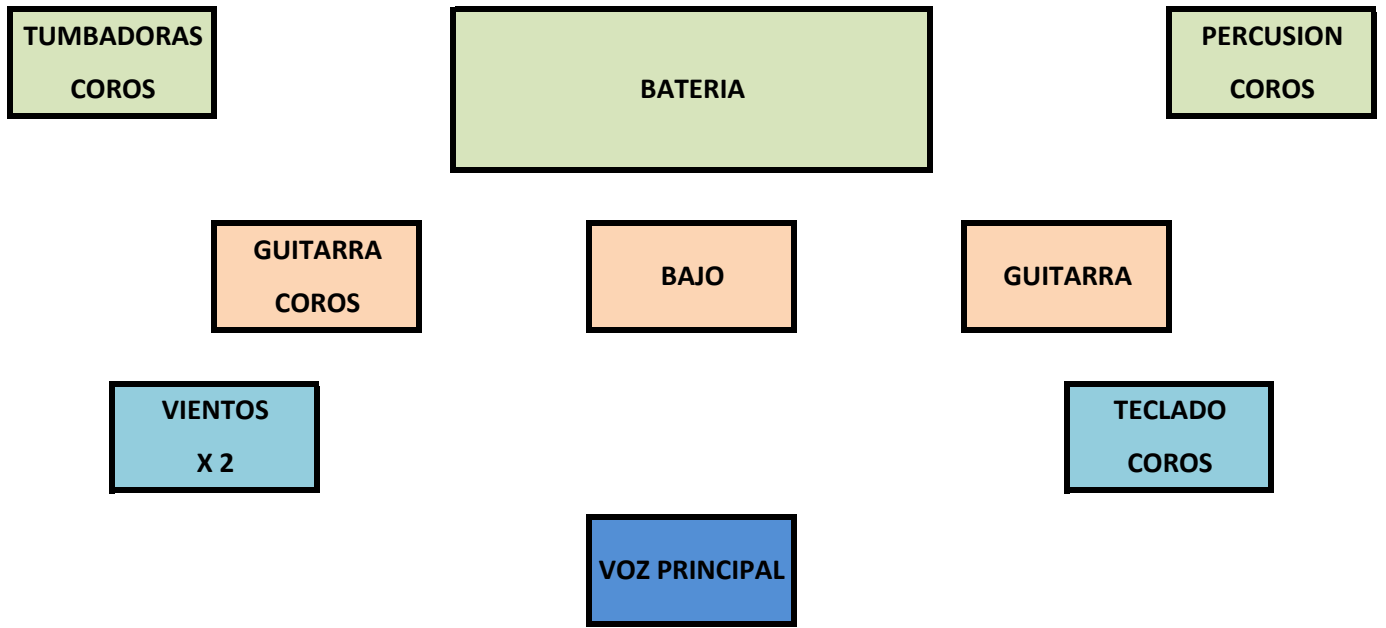 TUMBADORAS
COROS
BATERIA
PERCUSION
COROS
GUITARRA
COROS
BAJO
GUITARRA
VIENTOS
X 2
TECLADO
COROS
VOZ PRINCIPAL